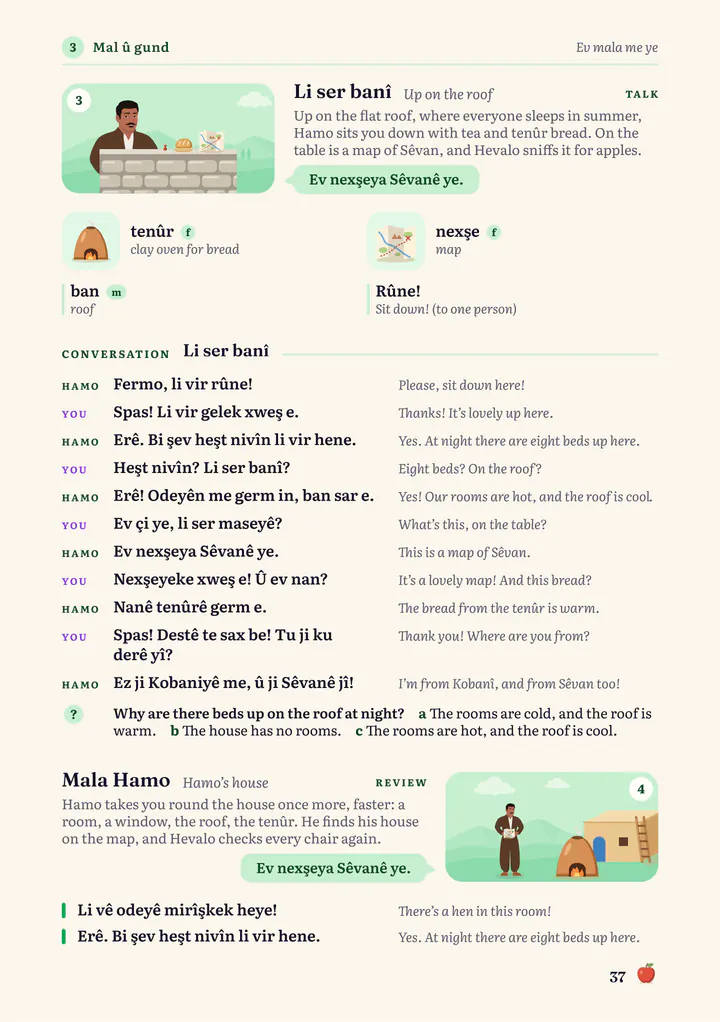 3 Mal û gund
Ev mala me ye
3
Li ser banî Up on the roof TALK
Up on the flat roof, where everyone sleeps in summer,
Hamo sits you down with tea and tenûr bread. On the
table is a map of Sêvan, and Hevalo sniffs it for apples.
Ev nexşeya Sêvanê ye.
tenûr f
clay oven for bread
nexşe f
map
ban m
roof
Rûne!
Sit down! (to one person)
CONVERSATION Li ser banî
HAMO Fermo, li vir rûne! Please, sit down here!
YOU Spas! Li vir gelek xweş e. Thanks! It's lovely up here.
HAMO Erê. Bi şev heşt nivîn li vir hene. Yes. At night there are eight beds up here.
YOU Heşt nivîn? Li ser banî? Eight beds? On the roof?
HAMO Erê! Odeyên me germ in, ban sar e. Yes! Our rooms are hot, and the roof is cool.
YOU Ev çi ye, li ser maseyê? What's this, on the table?
HAMO Ev nexşeya Sêvanê ye. This is a map of Sêvan.
YOU Nexşeyeke xweş e! Û ev nan? It's a lovely map! And this bread?
HAMO Nanê tenûrê germ e. The bread from the tenûr is warm.
YOU Spas! Destê te sax be! Tu ji ku Thank you! Where are you from?
derê yî?
HAMO Ez ji Kobaniyê me, û ji Sêvanê jî! I'm from Kobanî, and from Sêvan too!
? Why are there beds up on the roof at night? a The rooms are cold, and the roof is
warm. b The house has no rooms. c The rooms are hot, and the roof is cool.
Mala Hamo Hamo's house REVIEW
Hamo takes you round the house once more, faster: a
room, a window, the roof, the tenûr. He finds his house
on the map, and Hevalo checks every chair again.
Ev nexşeya Sêvanê ye.
4
Li vê odeyê mirîşkek heye! There's a hen in this room!
Erê. Bi şev heşt nivîn li vir hene. Yes. At night there are eight beds up here.
37